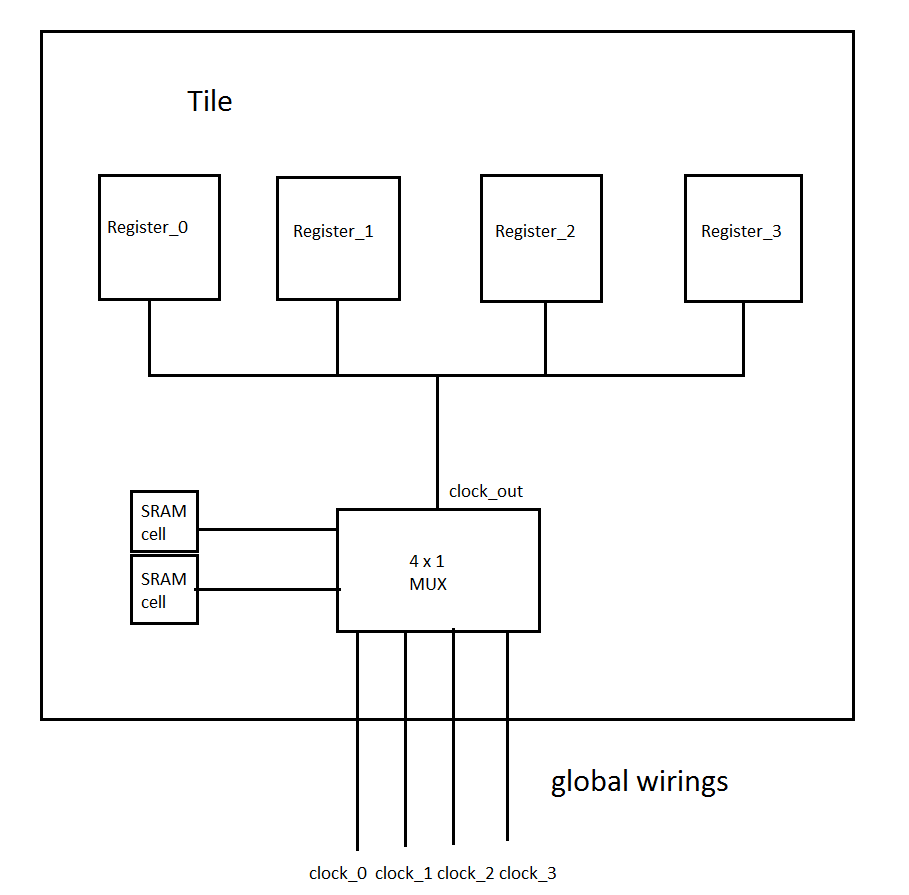 Tile
Register_0
Register_1
Register_2
Register_3
clock_out
SRAM
cell
SRAM
cell
4 x 1
MUX
global wirings
clock_0 clock_1 clock_2 clock_3